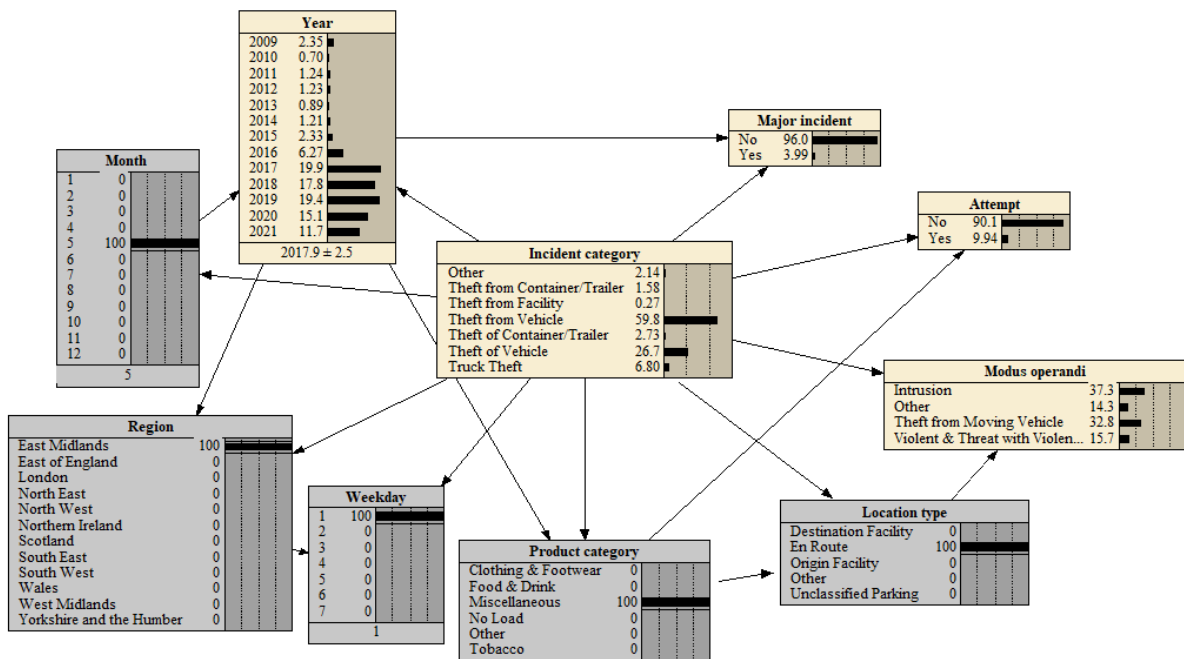 Year
2009 2.35
2010 0.70
2011 1.24
2012 1.23
2013 0.89
2014 1.21
2015 2.33
2016 6.27
2017 19.9
2018 17.8
2019 19.4
2020 15.1
2021 11.7
2017.9 ± 2.5
Major incident
No 96.0
Yes 3.99
Month
1 0
2 0
3 0
4 0
5 100
6 0
7 0
8 0
9 0
10 0
11 0
12 0
5
Attempt
No 90.1
Yes 9.94
Incident category
Other 2.14
Theft from Container/Trailer 1.58
Theft from Facility 0.27
Theft from Vehicle 59.8
Theft of Container/Trailer 2.73
Theft of Vehicle 26.7
Truck Theft 6.80
Modus operandi
Intrusion 37.3
Other 14.3
Theft from Moving Vehicle 32.8
Violent & Threat with Violen... 15.7
Region
East Midlands 100
East of England 0
London 0
North East 0
North West 0
Northern Ireland 0
Scotland 0
South East 0
South West 0
Wales 0
West Midlands 0
Yorkshire and the Humber 0
Weekday
1 100
2 0
3 0
4 0
5 0
6 0
7 0
1
Product category
Clothing & Footwear 0
Food & Drink 0
Miscellaneous 100
No Load 0
Other 0
Tobacco 0
Location type
Destination Facility 0
En Route 100
Origin Facility 0
Other 0
Unclassified Parking 0